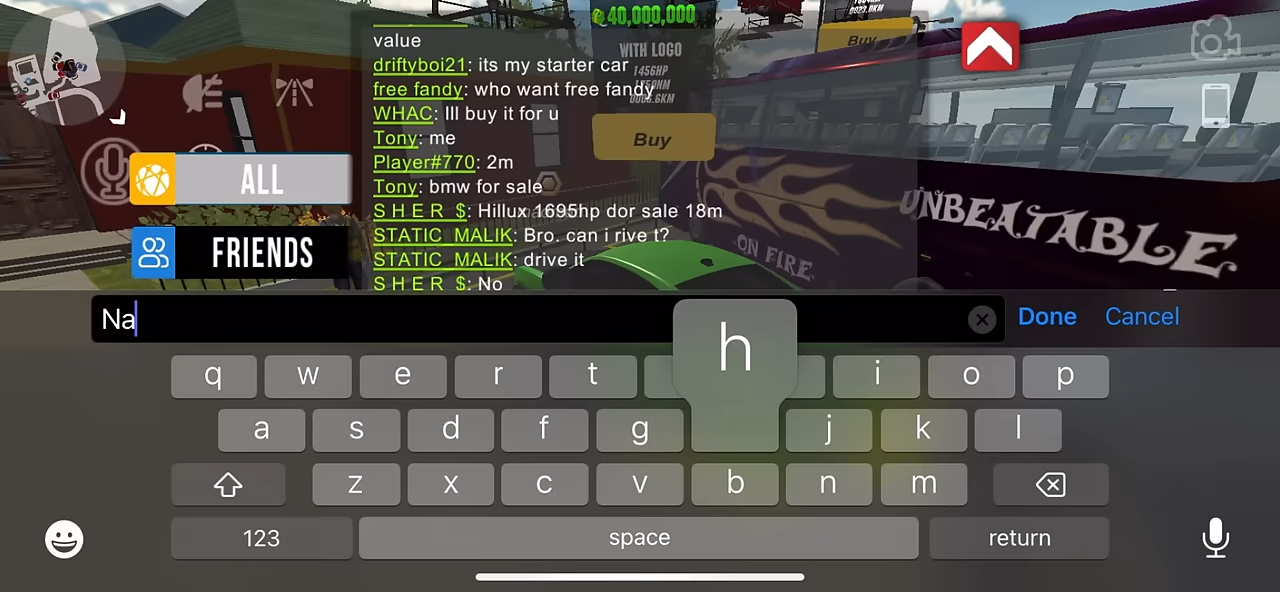 40,000,000
value
WITH LOGO
driftyboi21: its my starter car
1456HP
free fandy: who want free fandy
WHAC: Ill buy it for u
Buy
Buy
Tony: me
Player#770: 2m
ALL
Tony: bmw for sale
S H E R _$: Hillux 1695hp dor sale 18m
UNBEATABLE
STATIC_MALIK: Bro. can i rive t?
FRIENDS
ON FIRE
STATIC_MALIK: drive it
S H E R _$: No
Na
Done
Cancel
h
q w e r t i o p
a s d f g j k l
z x c v b n m
123
space
return